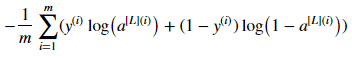 $-\frac{1}{m} \sum_{i=1}^{m} (y^{(i)} \log(a^{[L](i)}) + (1 - y^{(i)}) \log(1 - a^{[L](i)}))$